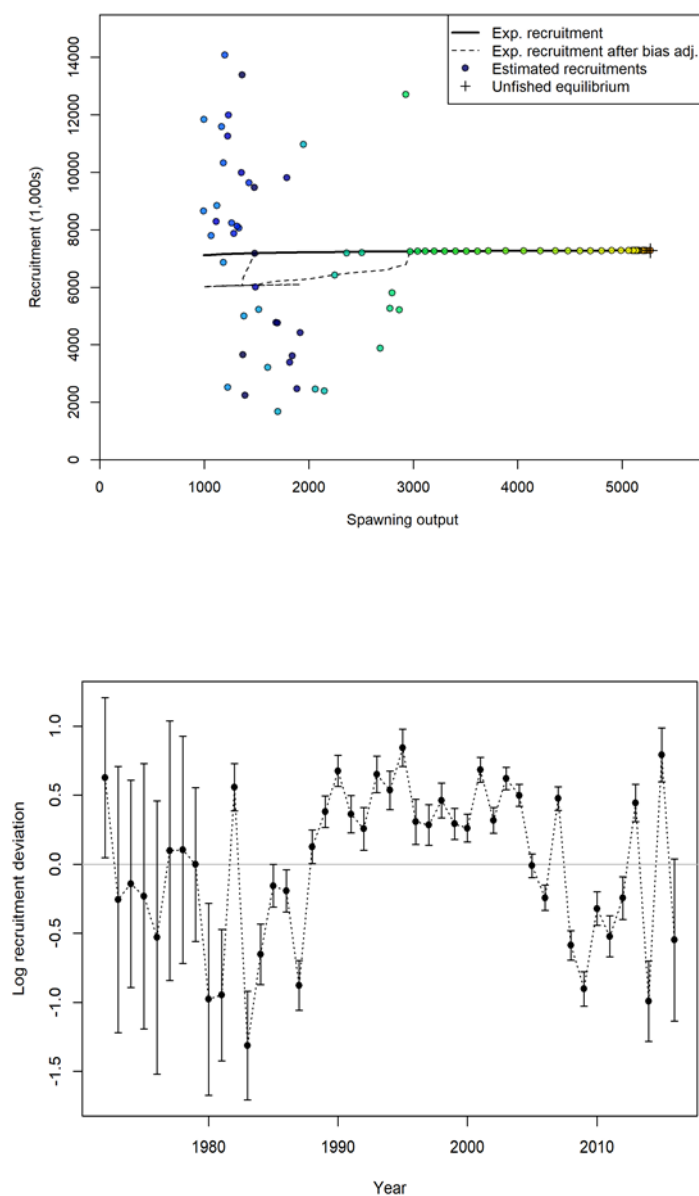 Exp. recruitment
Exp. recruitment after bias adj.
Estimated recruitments
Unfished equilibrium
Recruitment (1,000s)
14000
12000
10000
8000
6000
4000
2000
0
0 1000 2000 3000 4000 5000
Spawning output
Log recruitment deviation
1.0
0.5
0.0
-0.5
-1.0
-1.5
1980 1990 2000 2010
Year